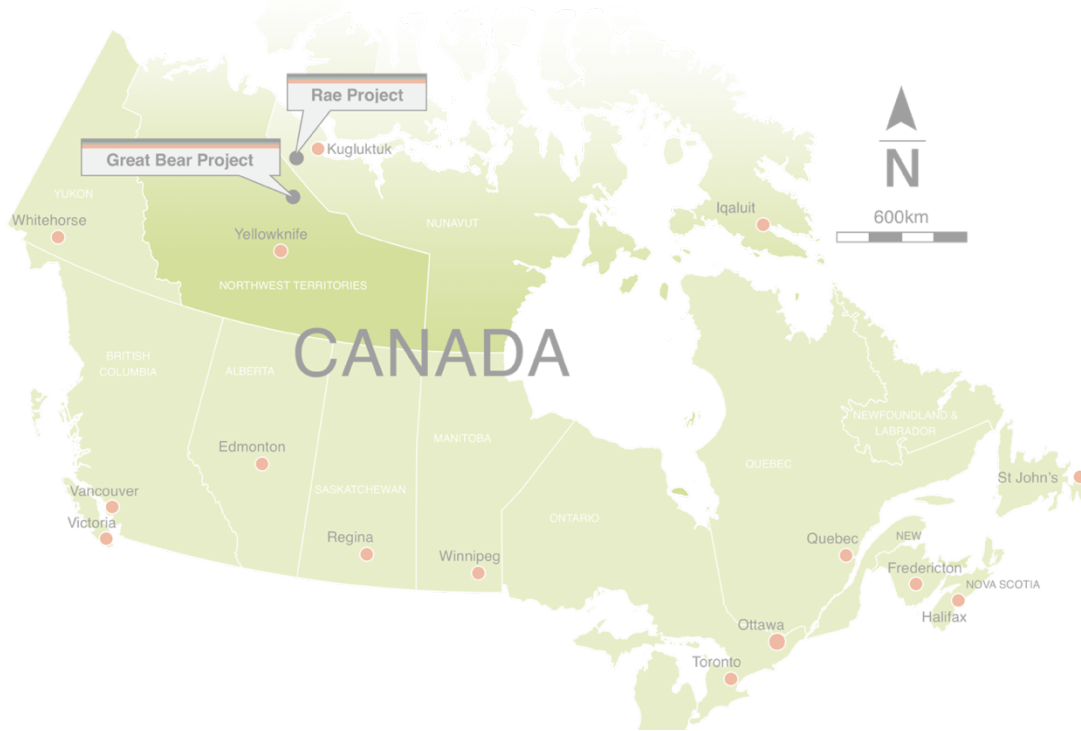 Rae Project
Kugluktuk
Great Bear Project
YUKON
Whitehorse
NUNAVUT
Iqaluit
N
600km
Yellowknife
NORTHWEST TERRITORIES
CANADA
BRITISH
COLUMBIA
ALBERTA
NEWFOUNDLAND &
LABRADOR
MANITOBA
Edmonton
QUEBEC
St John's
SASKATCHEWAN
Vancouver
Victoria
ONTARIO
Regina
Winnipeg
Quebec
NEW
Fredericton
NOVA SCOTIA
Halifax
Ottawa
Toronto